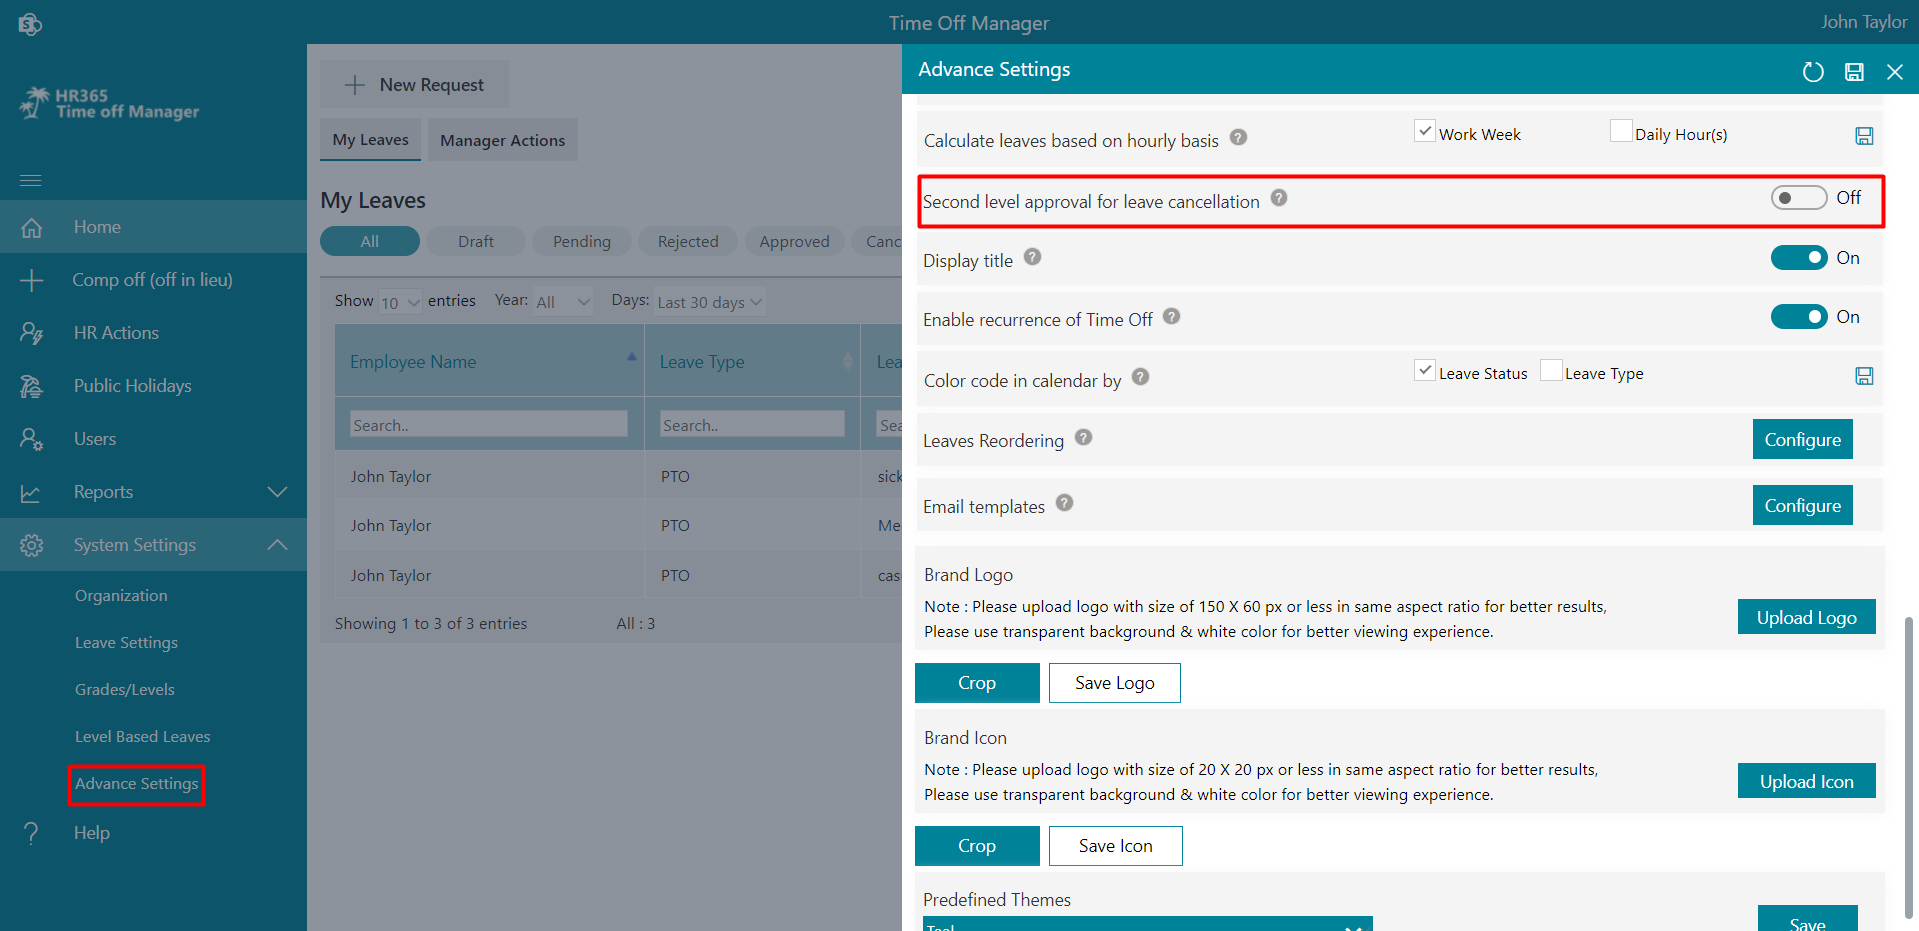 Time Off Manager
John Taylor
HR365
Time off Manager
Home
Comp off (off in lieu)
HR Actions
Public Holidays
Users
Reports
System Settings
Organization
Leave Settings
Grades/Levels
Level Based Leaves
Advance Settings
Help
New Request
My Leaves
Manager Actions
My Leaves
All
Draft
Pending
Rejected
Approved
Canc
Show 10 entries Year: All Days: Last 30 days
Employee Name
Leave Type
Lea
Search..
Search..
Sea
John Taylor PTO sick
John Taylor PTO Me
John Taylor PTO cas
Showing 1 to 3 of 3 entries All : 3
Advance Settings
Calculate leaves based on hourly basis ? Work Week Daily Hour(s)
Second level approval for leave cancellation ? Off
Display title ? On
Enable recurrence of Time Off ? On
Color code in calendar by ? Leave Status Leave Type
Leaves Reordering ? Configure
Email templates ? Configure
Brand Logo
Note : Please upload logo with size of 150 X 60 px or less in same aspect ratio for better results,
Please use transparent background & white color for better viewing experience.
Upload Logo
Crop
Save Logo
Brand Icon
Note : Please upload logo with size of 20 X 20 px or less in same aspect ratio for better results,
Please use transparent background & white color for better viewing experience.
Upload Icon
Crop
Save Icon
Predefined Themes
Teal
Save